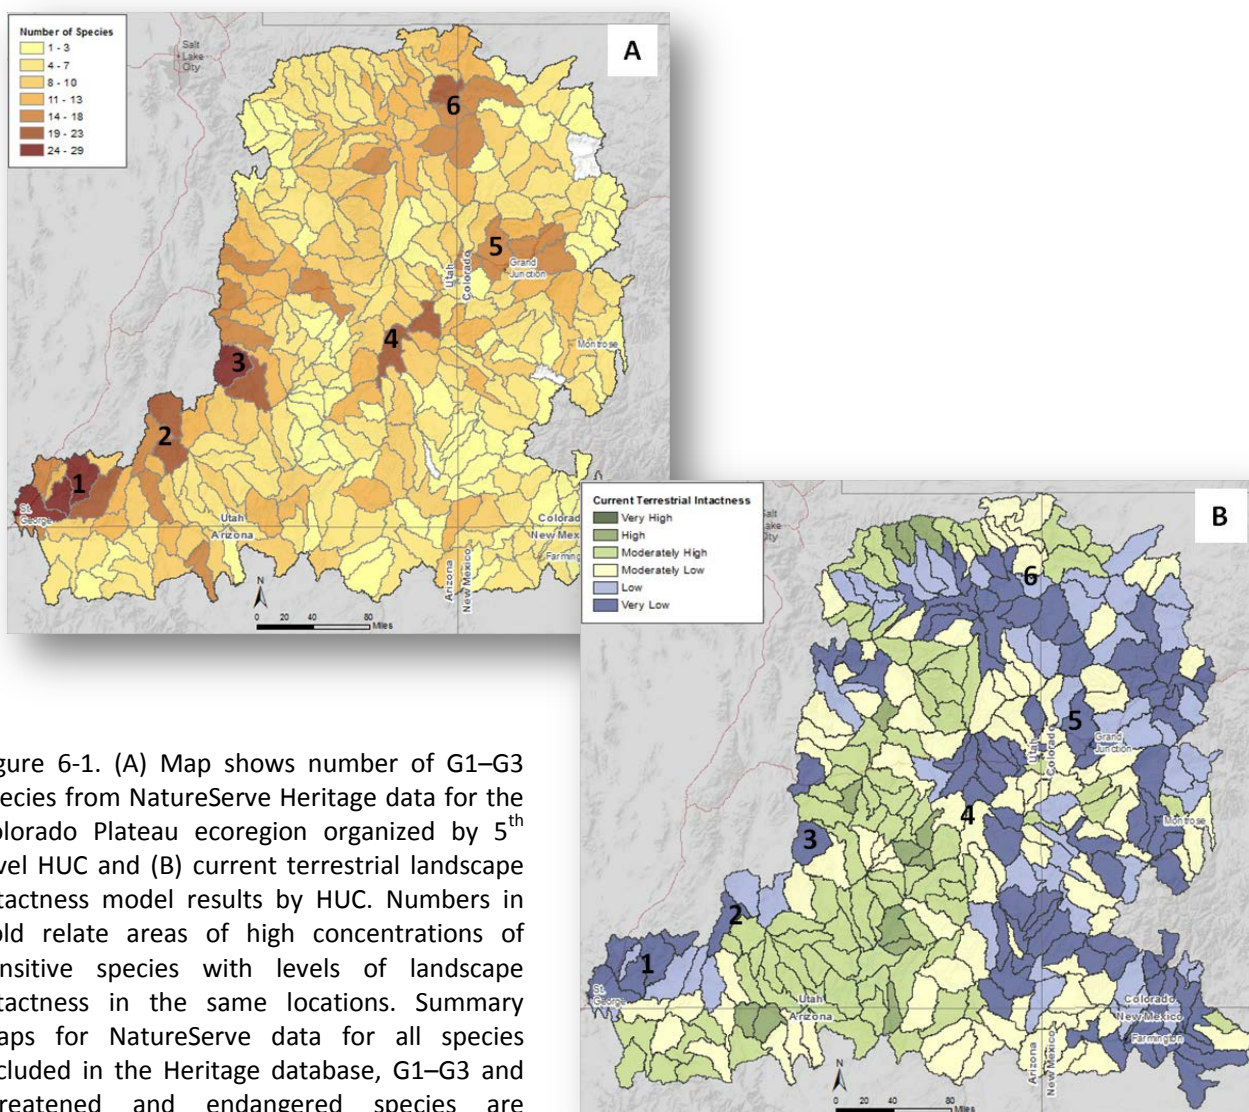 Number of Species
1 - 3
4 - 7
8 - 10
11 - 13
14 - 18
19 - 23
24 - 29
A
Salt
Lake
City
6
5
Grand
Junction
Utah
Colorado
4
Montrose
3
2
1
St.
George
Utah
Arizona
Colorad
New Mex
Farming
Arizona
New Mexico
N
0 20 40 80
Miles
Current Terrestrial Intactness
Very High
High
Moderately High
Moderately Low
Low
Very Low
B
Salt
Lake
City
6
5
Grand
Junction
Utah
Colorado
4
Montrose
3
2
1
St.
George
Utah
Arizona
Colorado
New Mexico
Farmington
Arizona
New Mexico
N
0 20 40 80
Miles
igure 6-1. (A) Map shows number of G1–G3
pecies from NatureServe Heritage data for the
olorado Plateau ecoregion organized by 5th
vel HUC and (B) current terrestrial landscape
tactness model results by HUC. Numbers in
old relate areas of high concentrations of
ensitive species with levels of landscape
tactness in the same locations. Summary
aps for NatureServe data for all species
cluded in the Heritage database, G1–G3 and
reatened and endangered species are